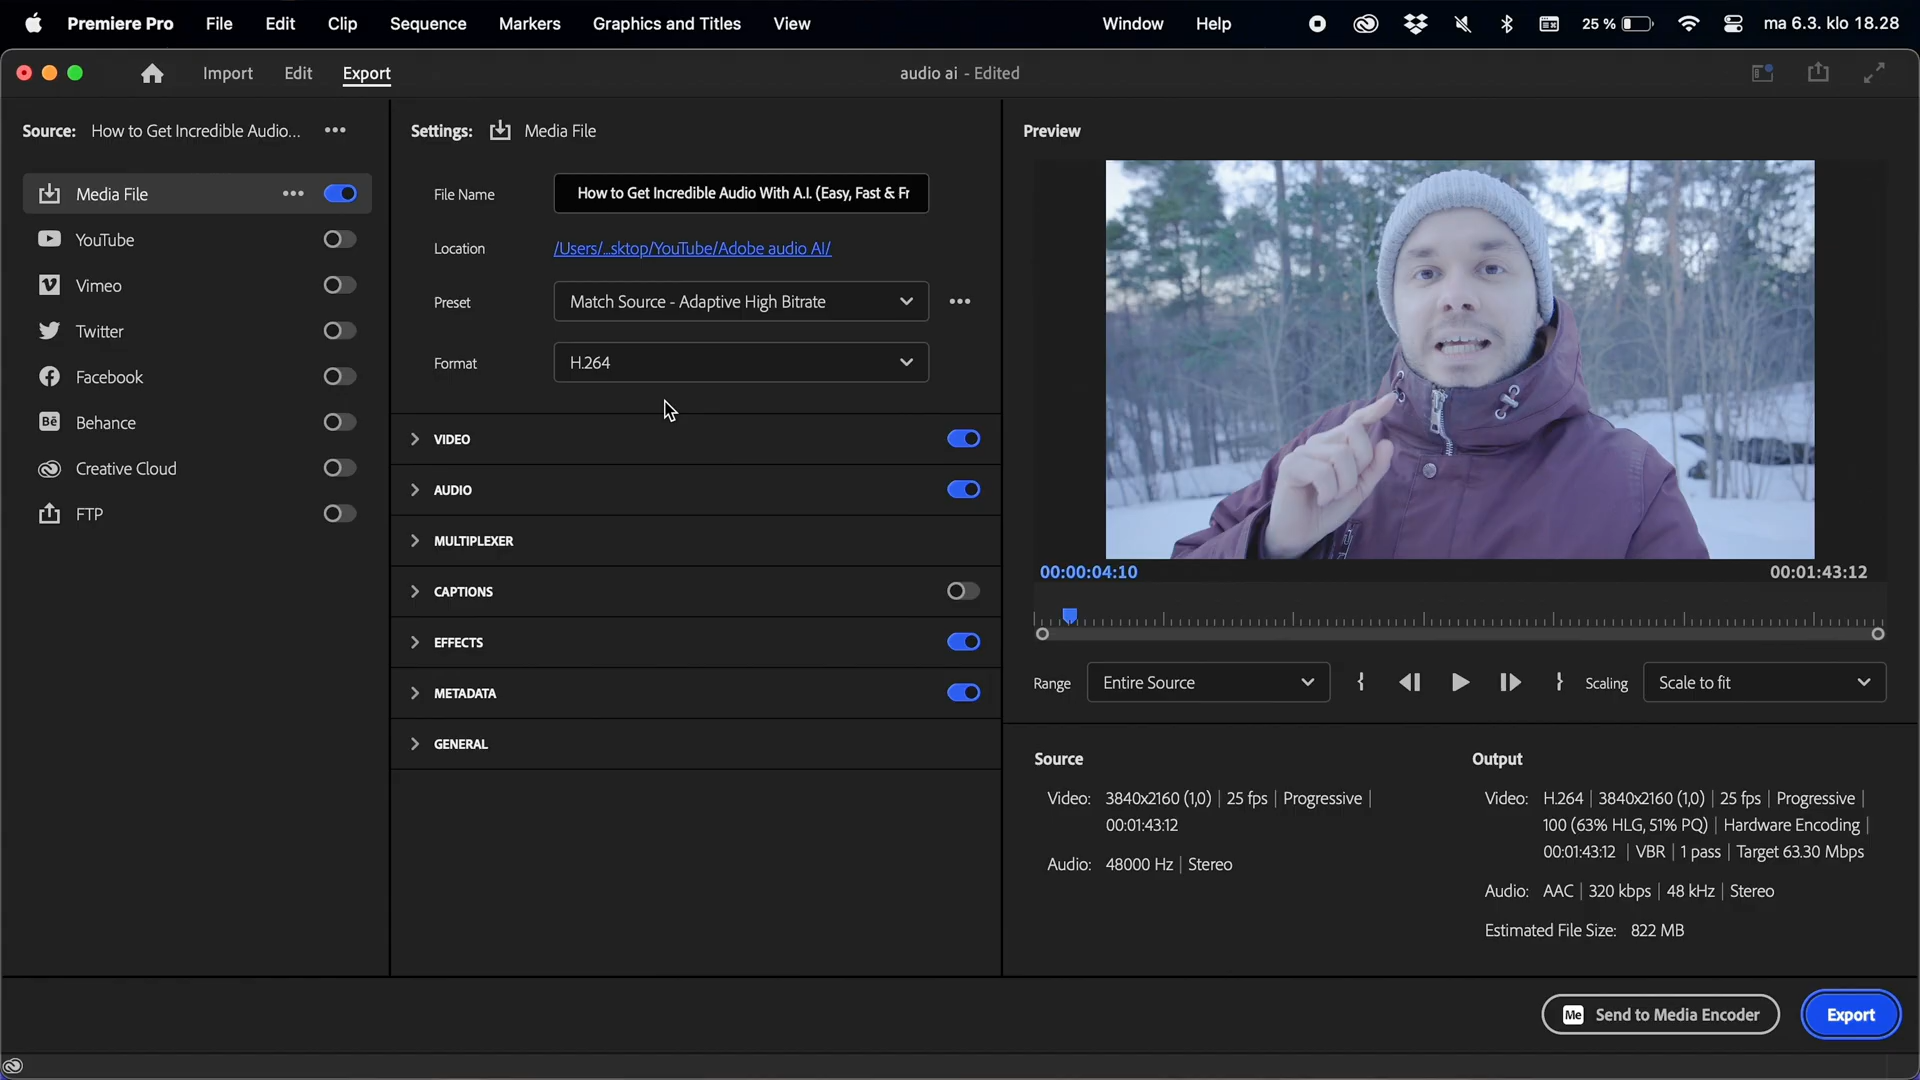 Premiere Pro File Edit Clip Sequence Markers Graphics and Titles View Window Help 25 % ma 6.3. klo 18.28
Import Edit Export audio ai - Edited
Source: How to Get Incredible Audio...
Media File
YouTube
Vimeo
Twitter
Facebook
Behance
Creative Cloud
FTP
Settings: Media File
File Name How to Get Incredible Audio With A.I. (Easy, Fast & Fr
Location /Users/...sktop/YouTube/Adobe audio AI/
Preset Match Source - Adaptive High Bitrate
Format H.264
VIDEO
AUDIO
MULTIPLEXER
CAPTIONS
EFFECTS
METADATA
GENERAL
Preview
00:00:04:10 00:01:43:12
Range Entire Source Scaling Scale to fit
Source
Video: 3840x2160 (1,0) | 25 fps | Progressive |
00:01:43:12
Audio: 48000 Hz | Stereo
Output
Video: H.264 | 3840x2160 (1,0) | 25 fps | Progressive |
100 (63% HLG, 51% PQ) | Hardware Encoding |
00:01:43:12 | VBR | 1 pass | Target 63.30 Mbps
Audio: AAC | 320 kbps | 48 kHz | Stereo
Estimated File Size: 822 MB
Me Send to Media Encoder Export